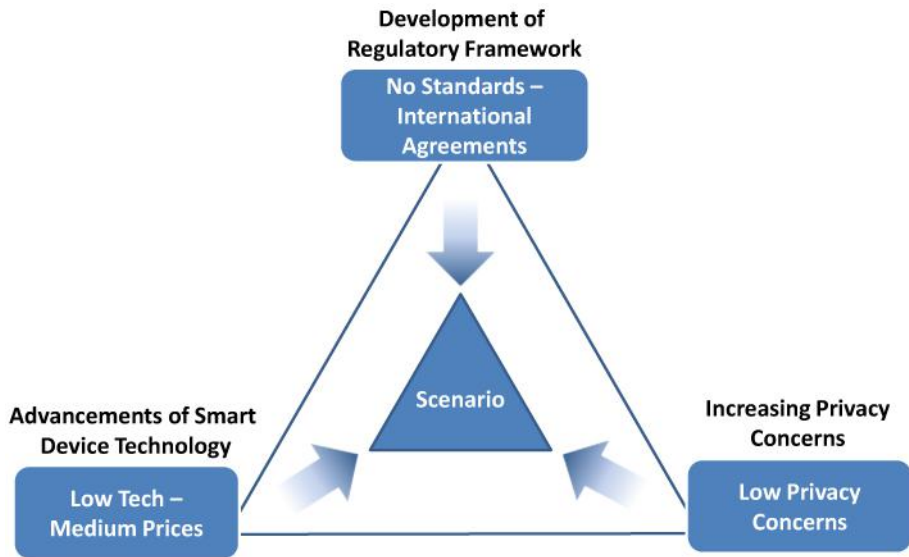 Development of
Regulatory Framework
No Standards –
International
Agreements
Scenario
Advancements of Smart
Device Technology
Low Tech –
Medium Prices
Increasing Privacy
Concerns
Low Privacy
Concerns